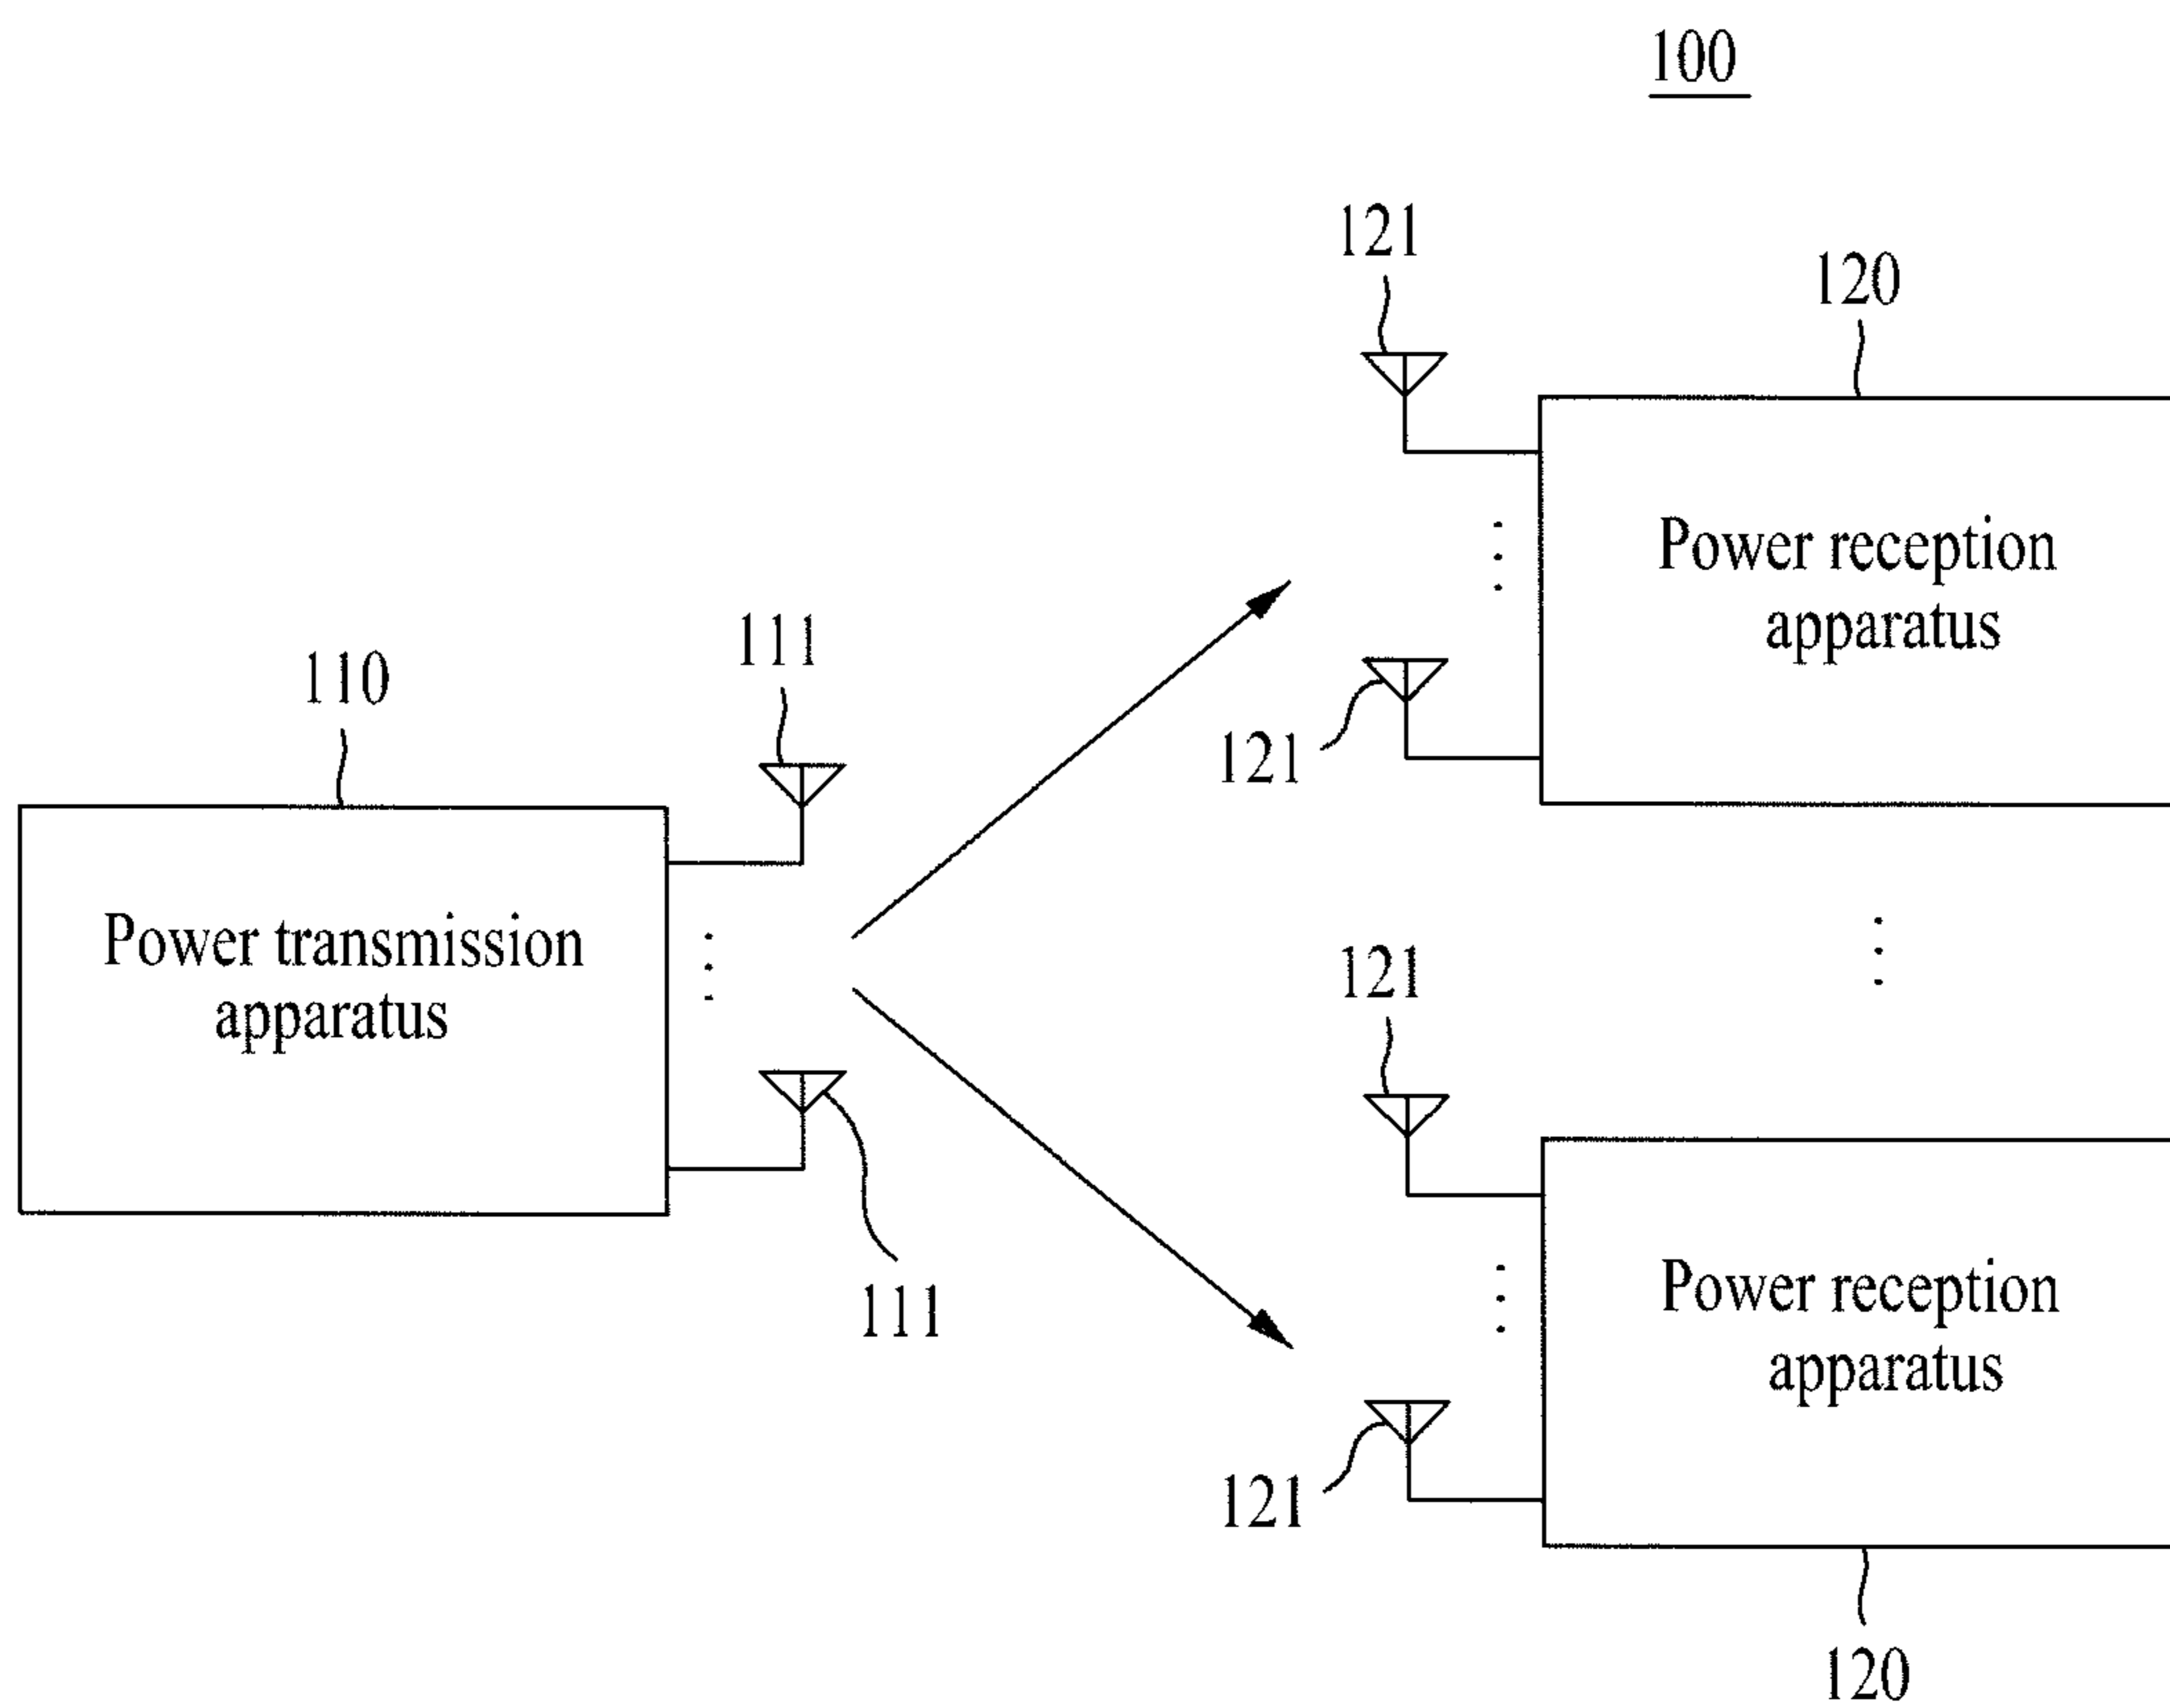 100
121
120
Power reception
apparatus
111
110
121
Power transmission
apparatus
121
111
Power reception
apparatus
121
120